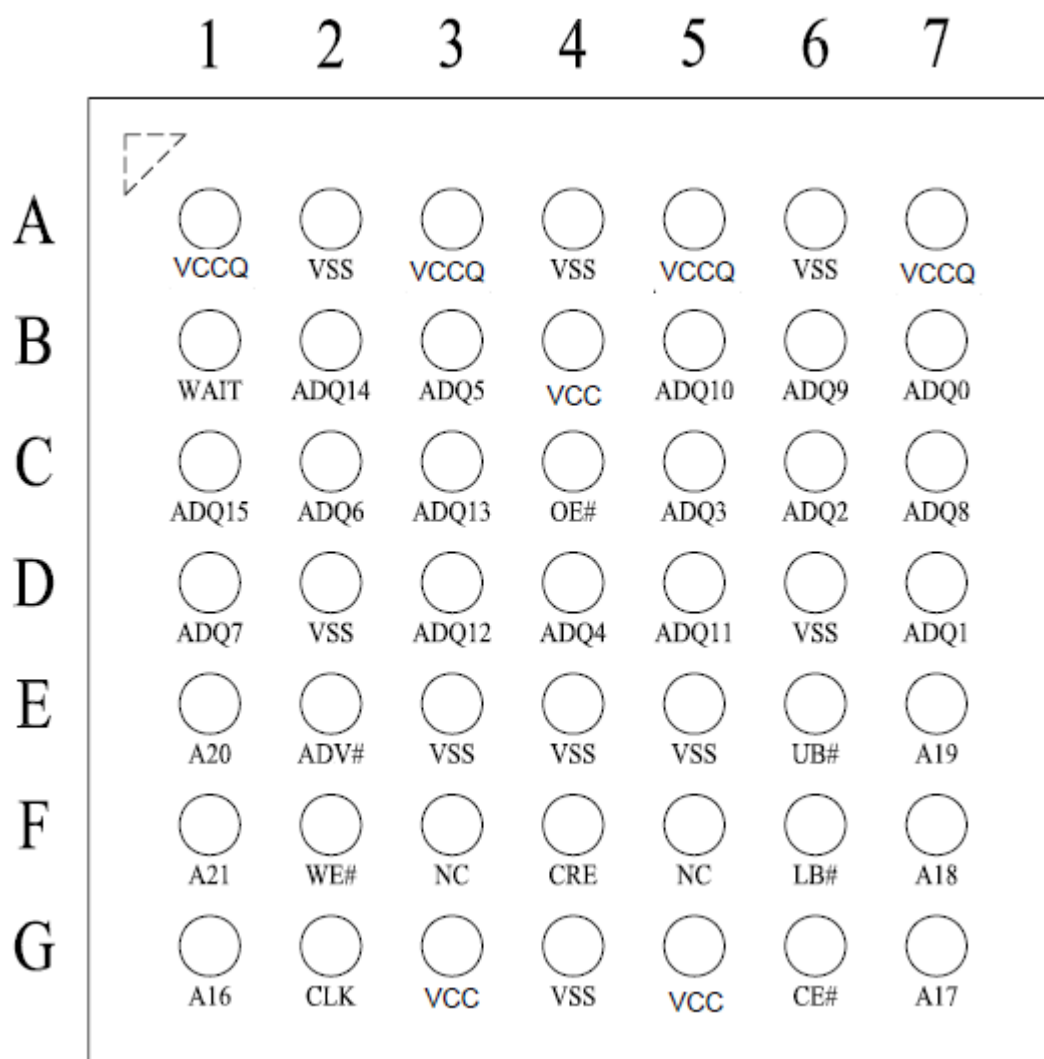 1 2 3 4 5 6 7
A
VCCQ VSS VCCQ VSS VCCQ VSS VCCQ
B
WAIT ADQ14 ADQ5 VCC ADQ10 ADQ9 ADQ0
C
ADQ15 ADQ6 ADQ13 OE# ADQ3 ADQ2 ADQ8
D
ADQ7 VSS ADQ12 ADQ4 ADQ11 VSS ADQ1
E
A20 ADV# VSS VSS VSS UB# A19
F
A21 WE# NC CRE NC LB# A18
G
A16 CLK VCC VSS VCC CE# A17